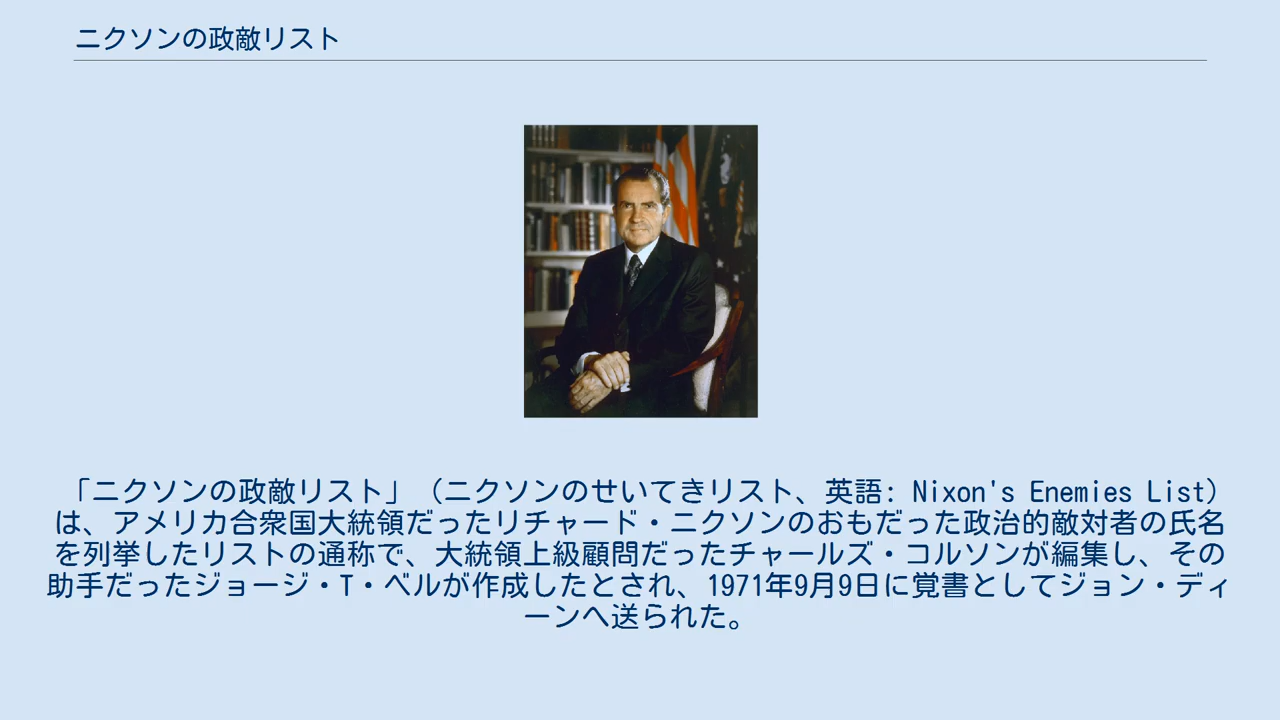 ニクソンの政敵リスト
「ニクソンの政敵リスト」（ニクソンのせいてきリスト、英語: Nixon's Enemies List）
は、アメリカ合衆国大統領だったリチャード・ニクソンのおもだった政治的敵対者の氏名
を列挙したリストの通称で、大統領上級顧問だったチャールズ・コルソンが編集し、その
助手だったジョージ・T・ベルが作成したとされ、1971年9月9日に覚書としてジョン・ディ
ーンへ送られた。